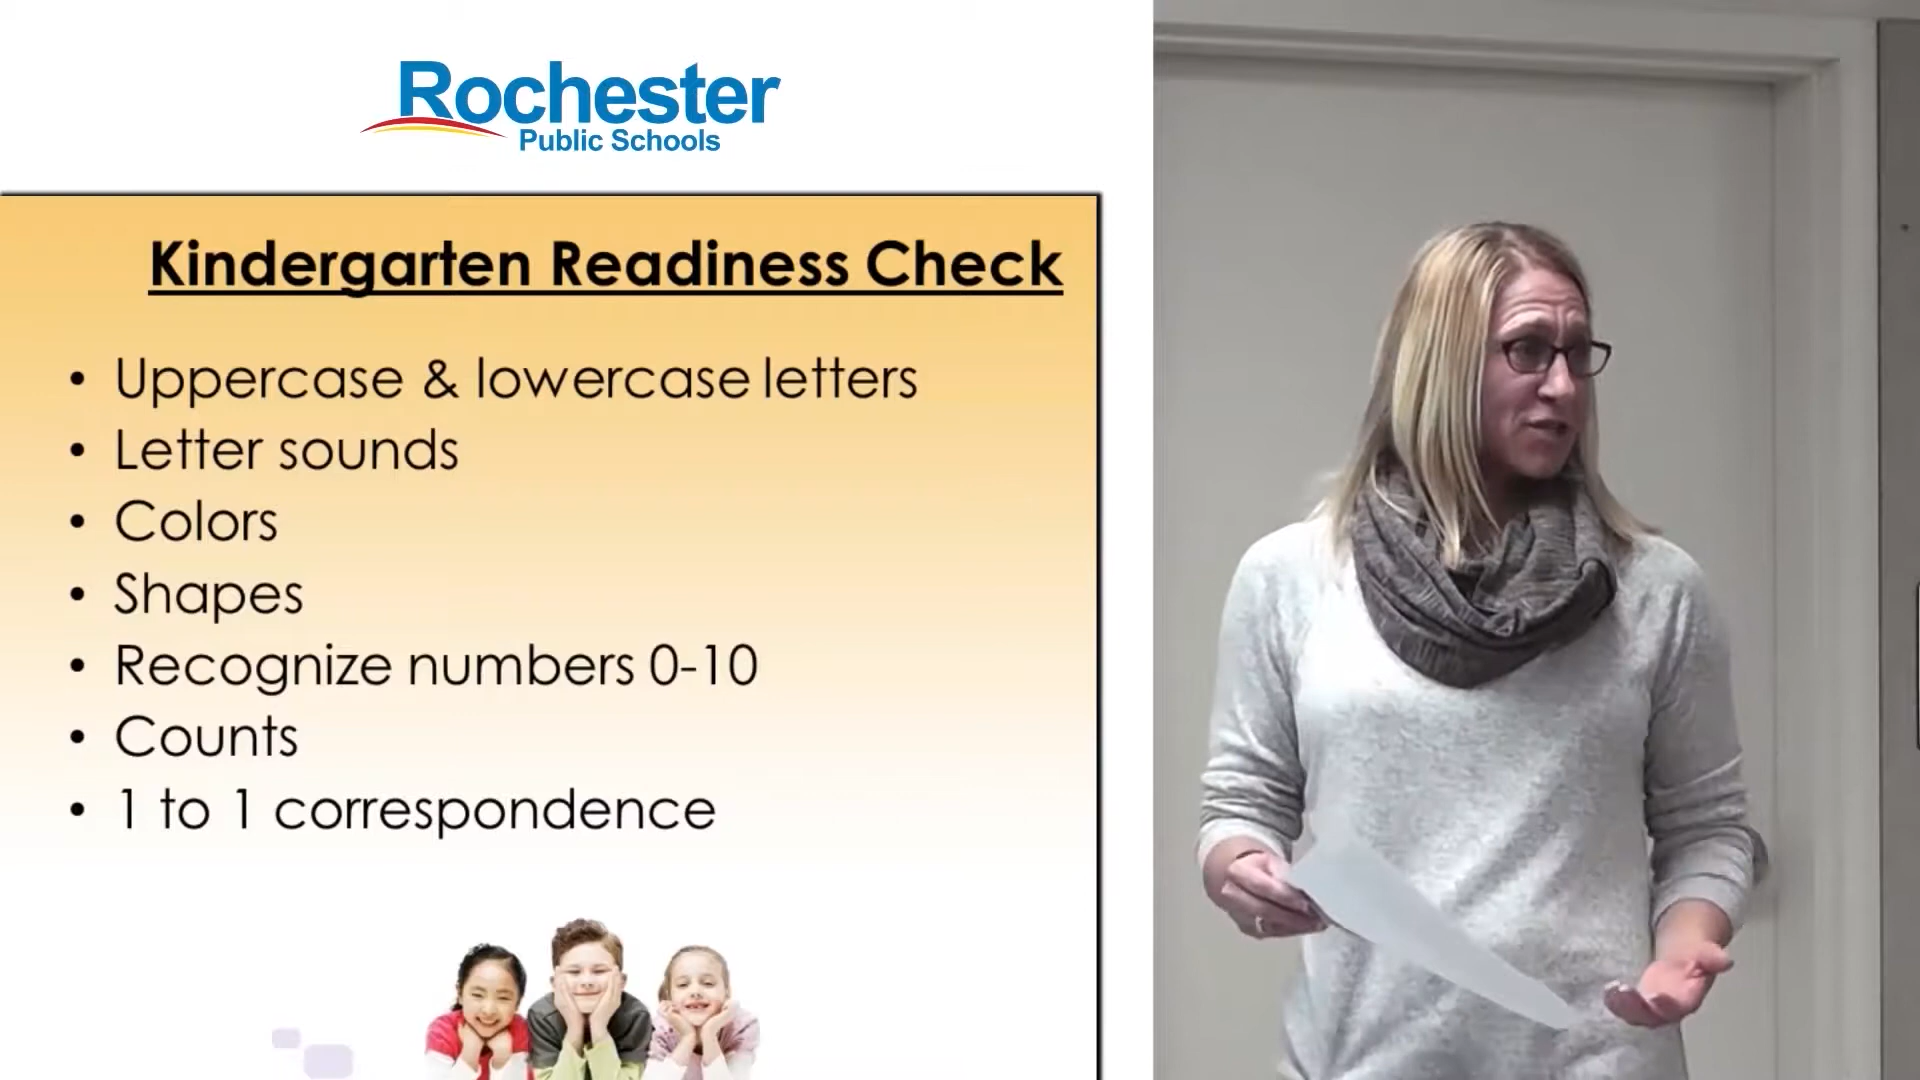 Rochester
Public Schools
Kindergarten Readiness Check
• Uppercase & lowercase letters
• Letter sounds
• Colors
• Shapes
• Recognize numbers 0-10
• Counts
• 1 to 1 correspondence